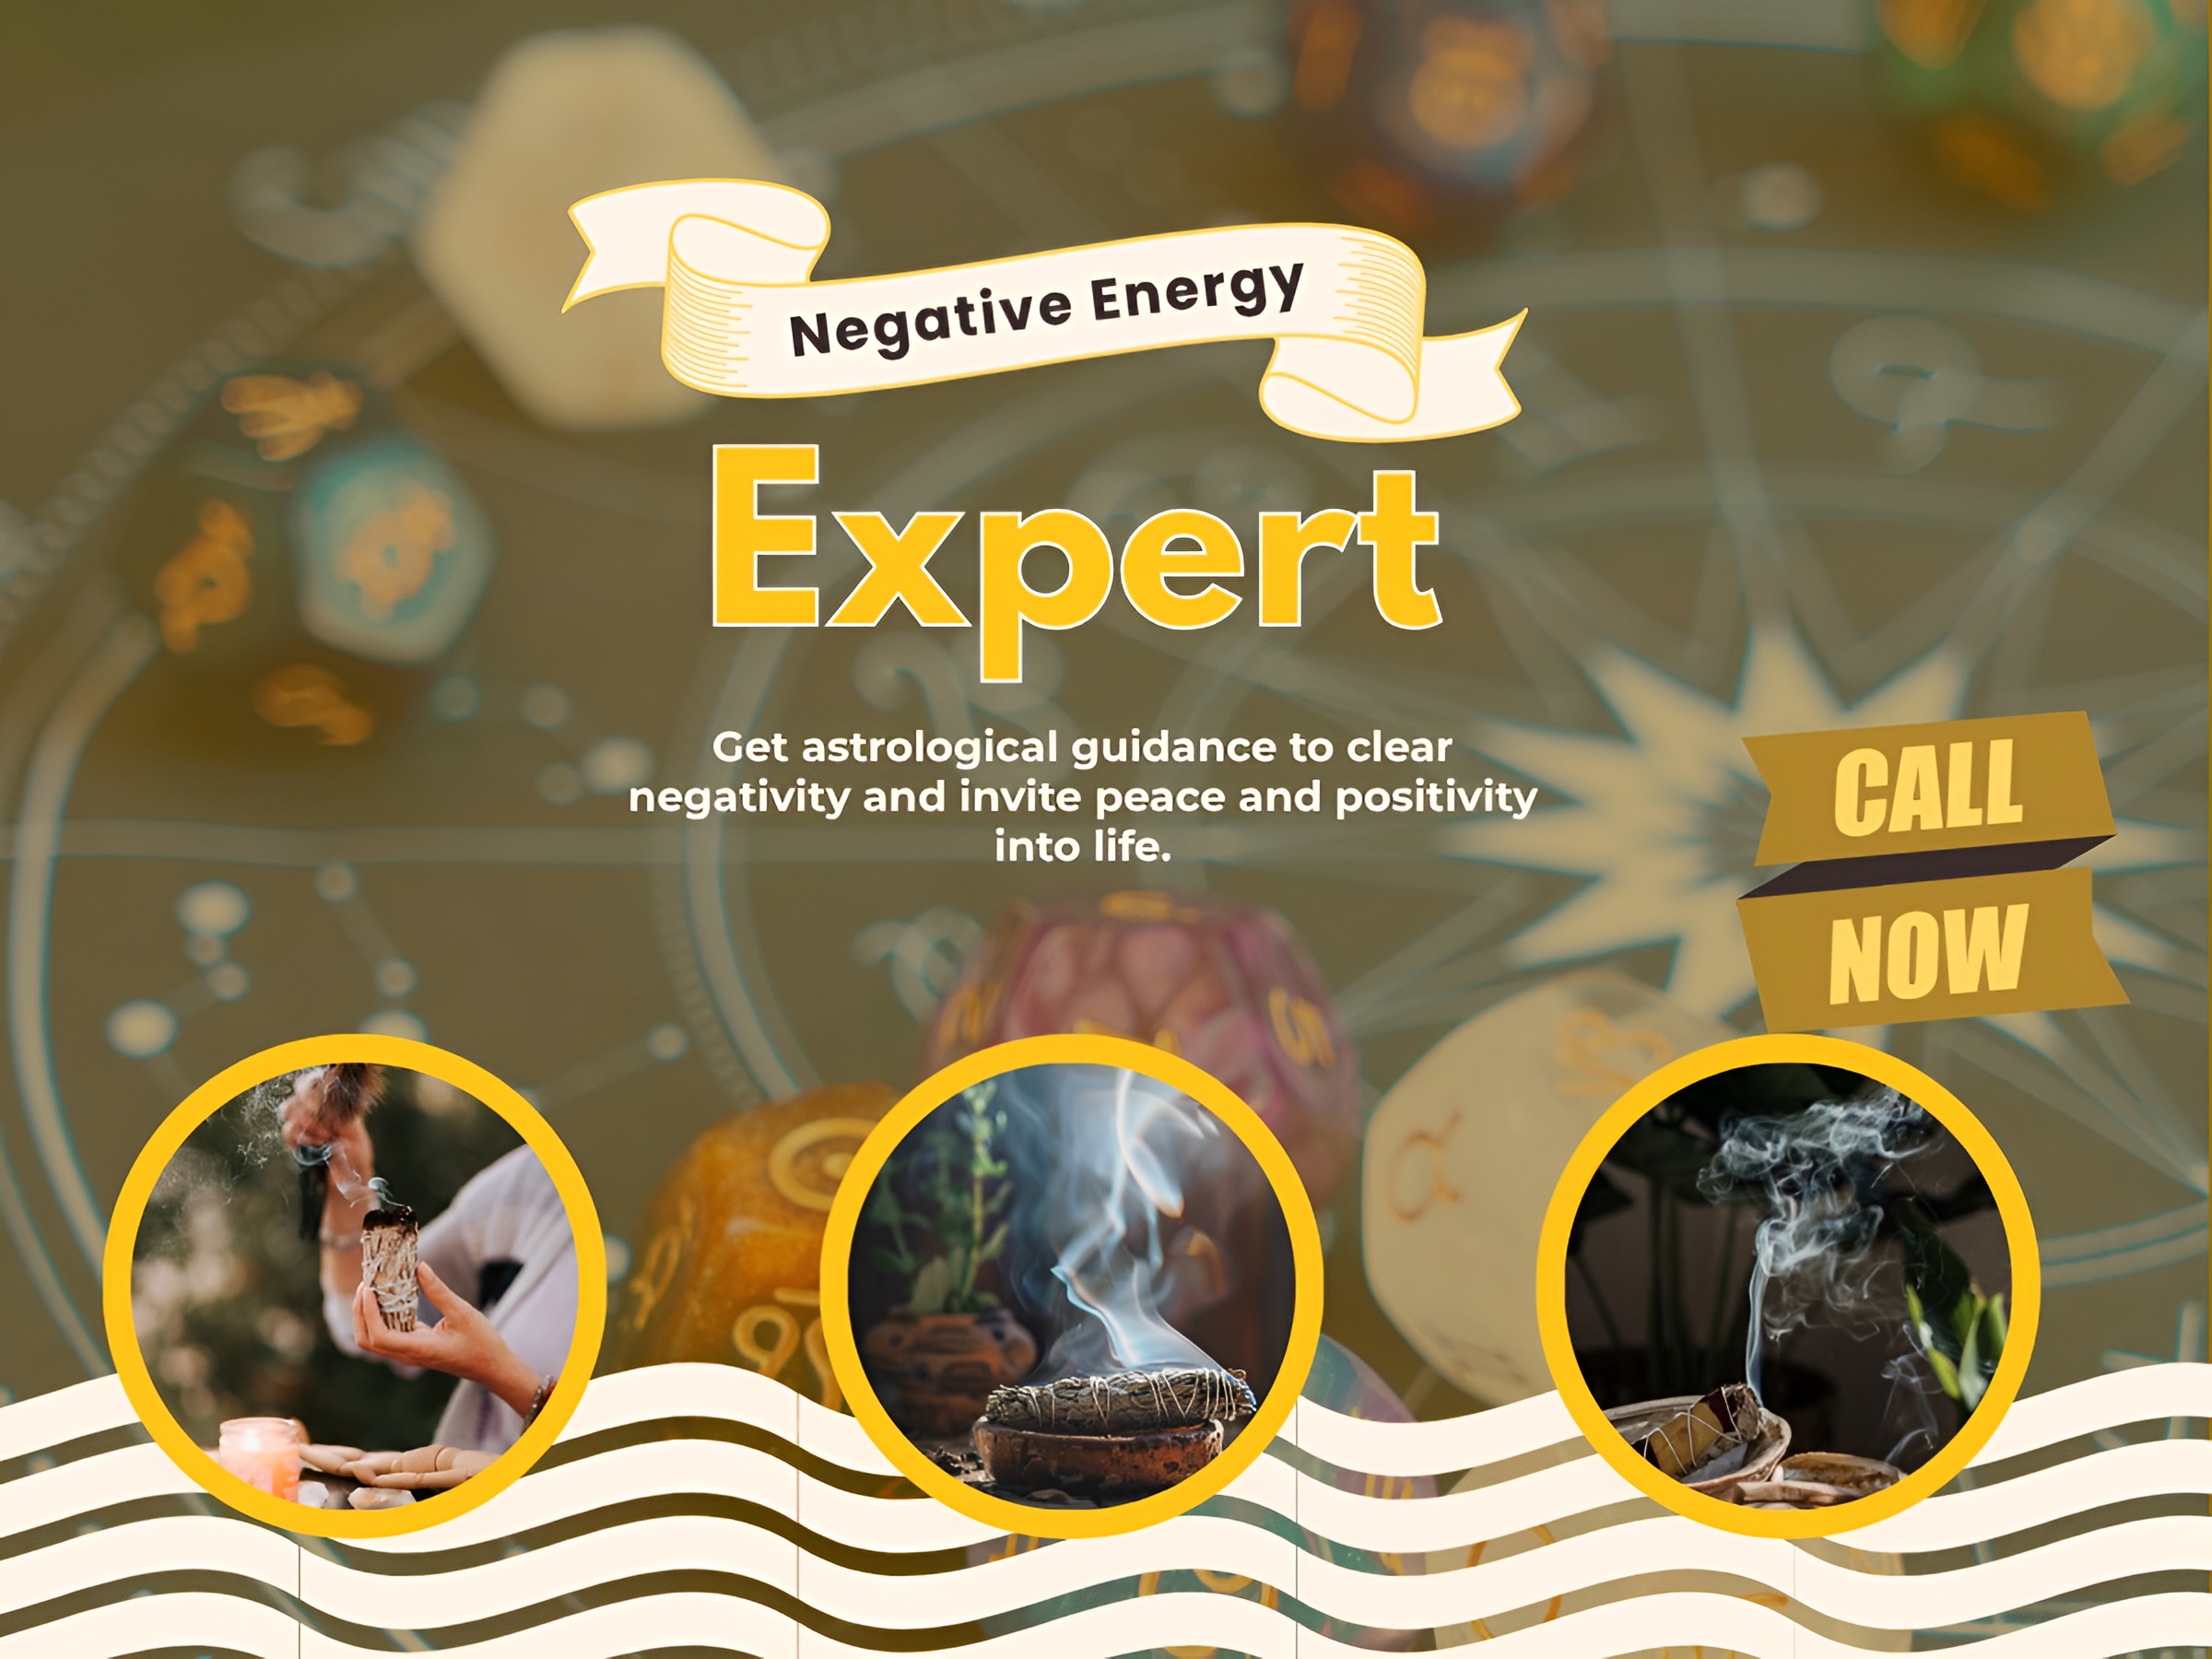 Negative Energy
Expert
Get astrological guidance to clear
negativity and invite peace and positivity
into life.
CALL
NOW